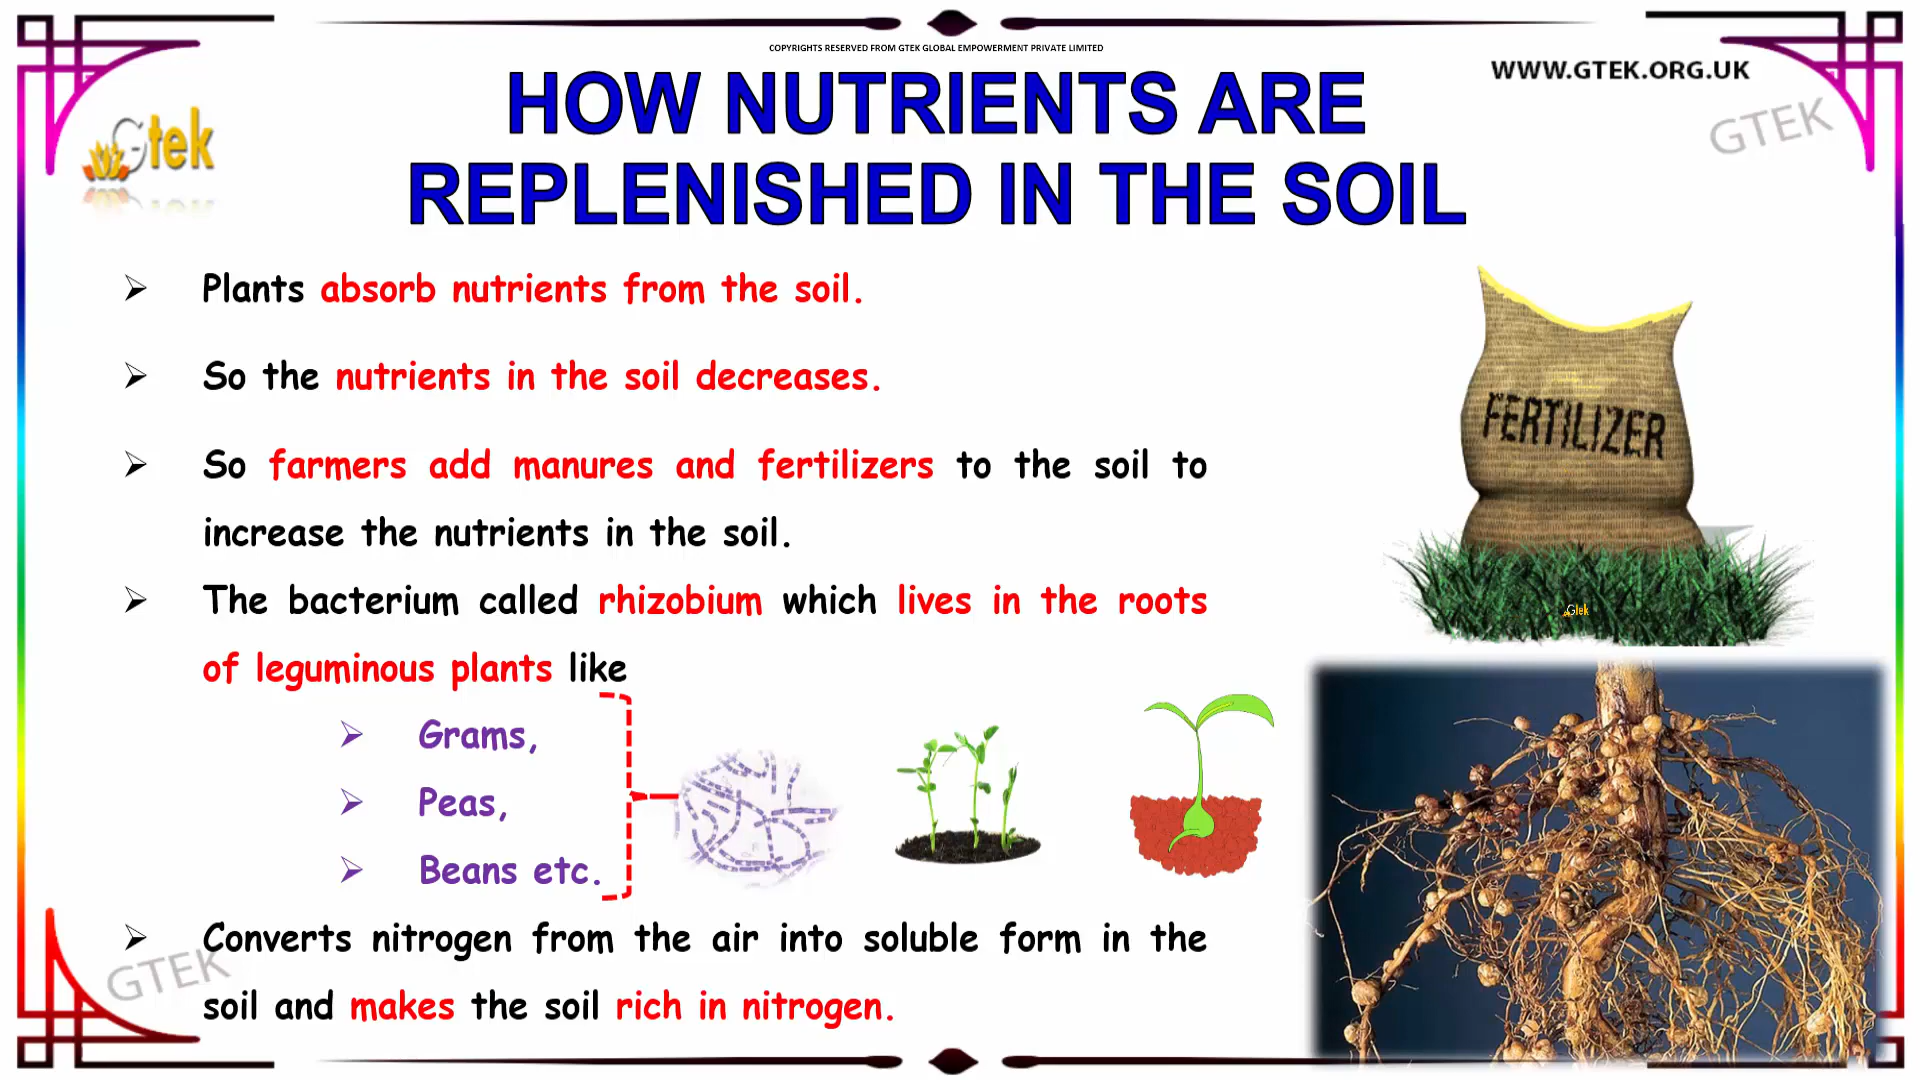 COPYRIGHTS RESERVED FROM GTEK GLOBAL EMPOWERMENT PRIVATE LIMITED
WWW.GTEK.ORG.UK
GTEK
Gtek
HOW NUTRIENTS ARE
REPLENISHED IN THE SOIL
➢ Plants absorb nutrients from the soil.
➢ So the nutrients in the soil decreases.
➢ So farmers add manures and fertilizers to the soil to
increase the nutrients in the soil.
➢ The bacterium called rhizobium which lives in the roots
of leguminous plants like
➢ Grams,
➢ Peas,
➢ Beans etc.
➢ Converts nitrogen from the air into soluble form in the
soil and makes the soil rich in nitrogen.
FERTILIZER
Gtek
GTEK